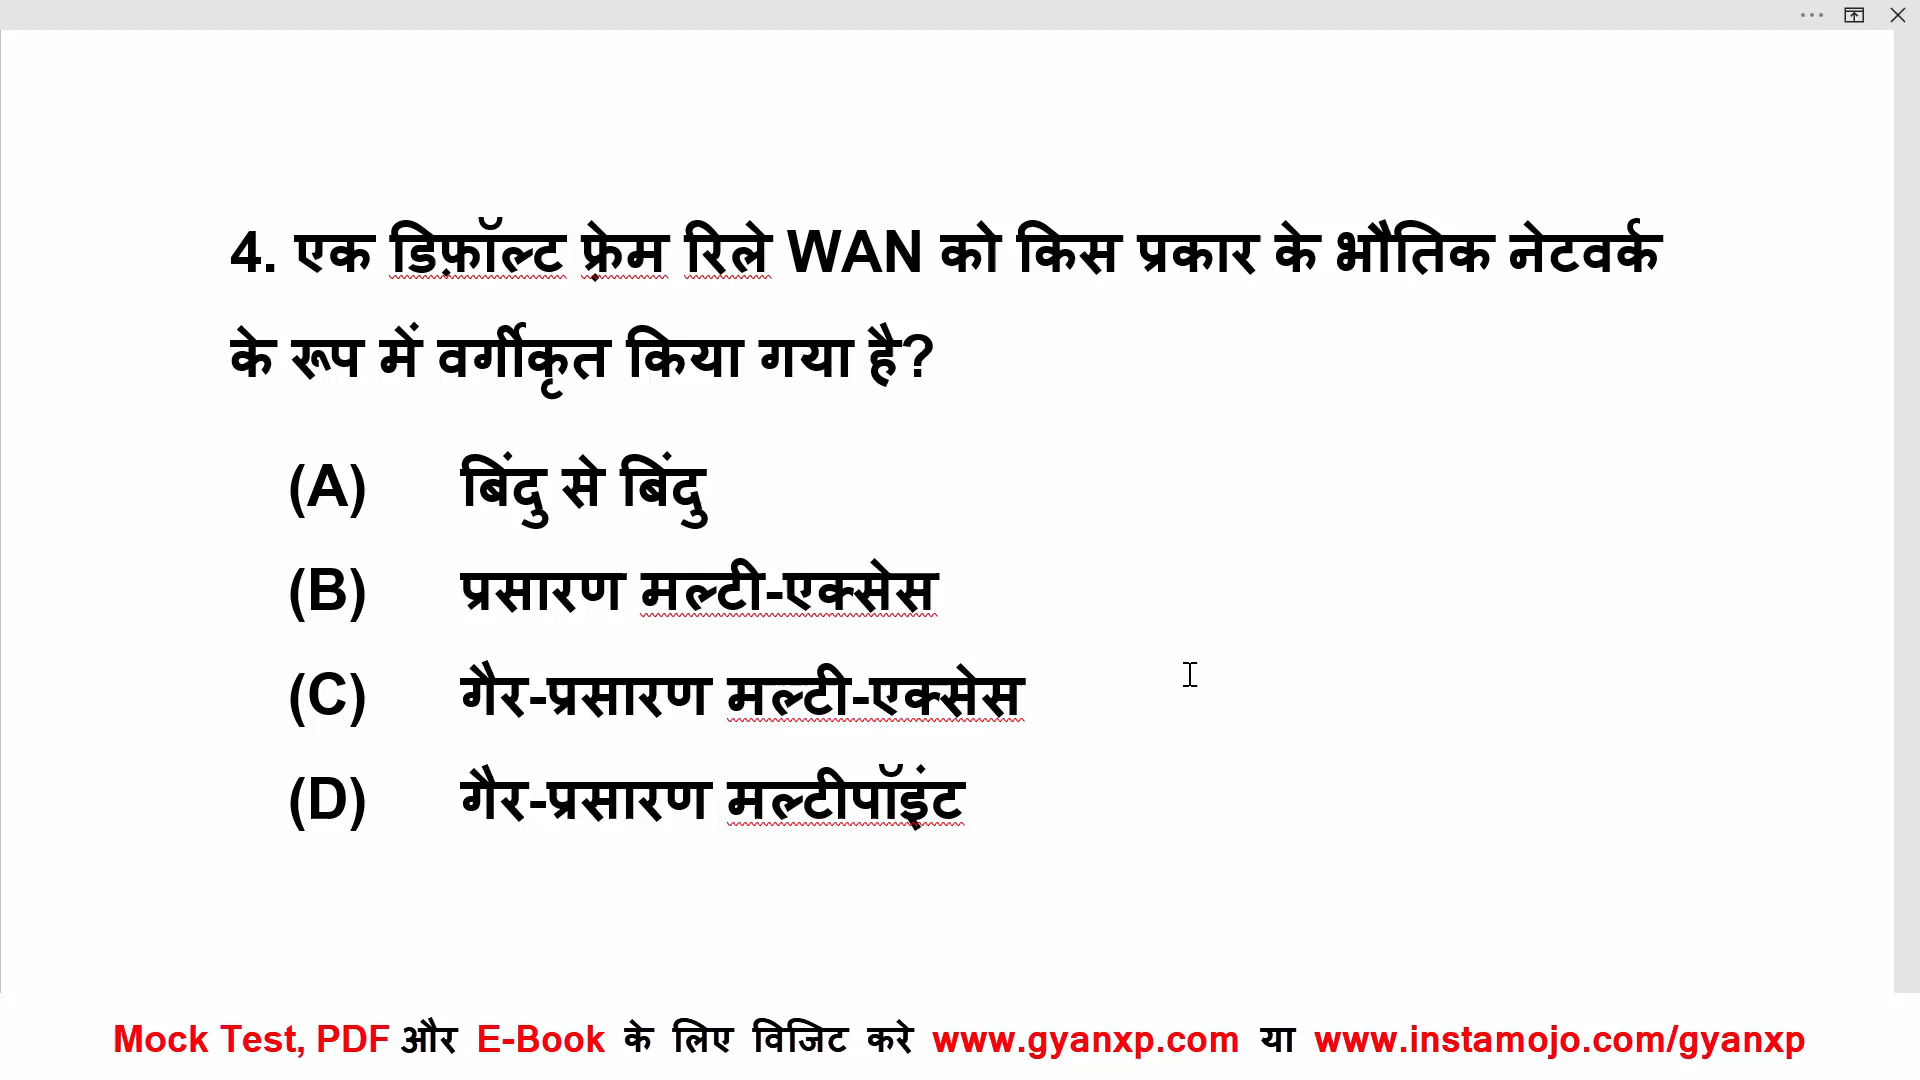 4. एक डिफ़ॉल्ट फ्रेम रिले WAN को किस प्रकार के भौतिक नेटवर्क
के रूप में वर्गीकृत किया गया है?
(A) बिंदु से बिंदु
(B) प्रसारण मल्टी-एक्सेस
(C) गैर-प्रसारण मल्टी-एक्सेस
(D) गैर-प्रसारण मल्टीपॉइंट
Mock Test, PDF और E-Book के लिए विजिट करे www.gyanxp.com या www.instamojo.com/gyanxp